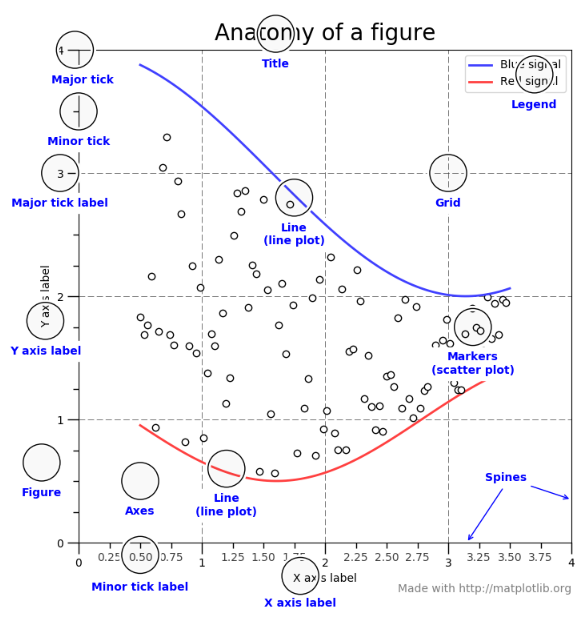 Anatomy of a figure
Title
4
Major tick
Blue signal
Red signal
Legend
Minor tick
3
Major tick label
Grid
Line
(line plot)
2
Y axis label
Y axis label
Markers
(scatter plot)
1
Figure
Axes
Line
(line plot)
Spines
0
0 0.25 0.50 0.75 1 1.25 1.50 1.75 2 2.25 2.50 2.75 3 3.25 3.50 3.75 4
Minor tick label
X axis label
X axis label
Made with http://matplotlib.org